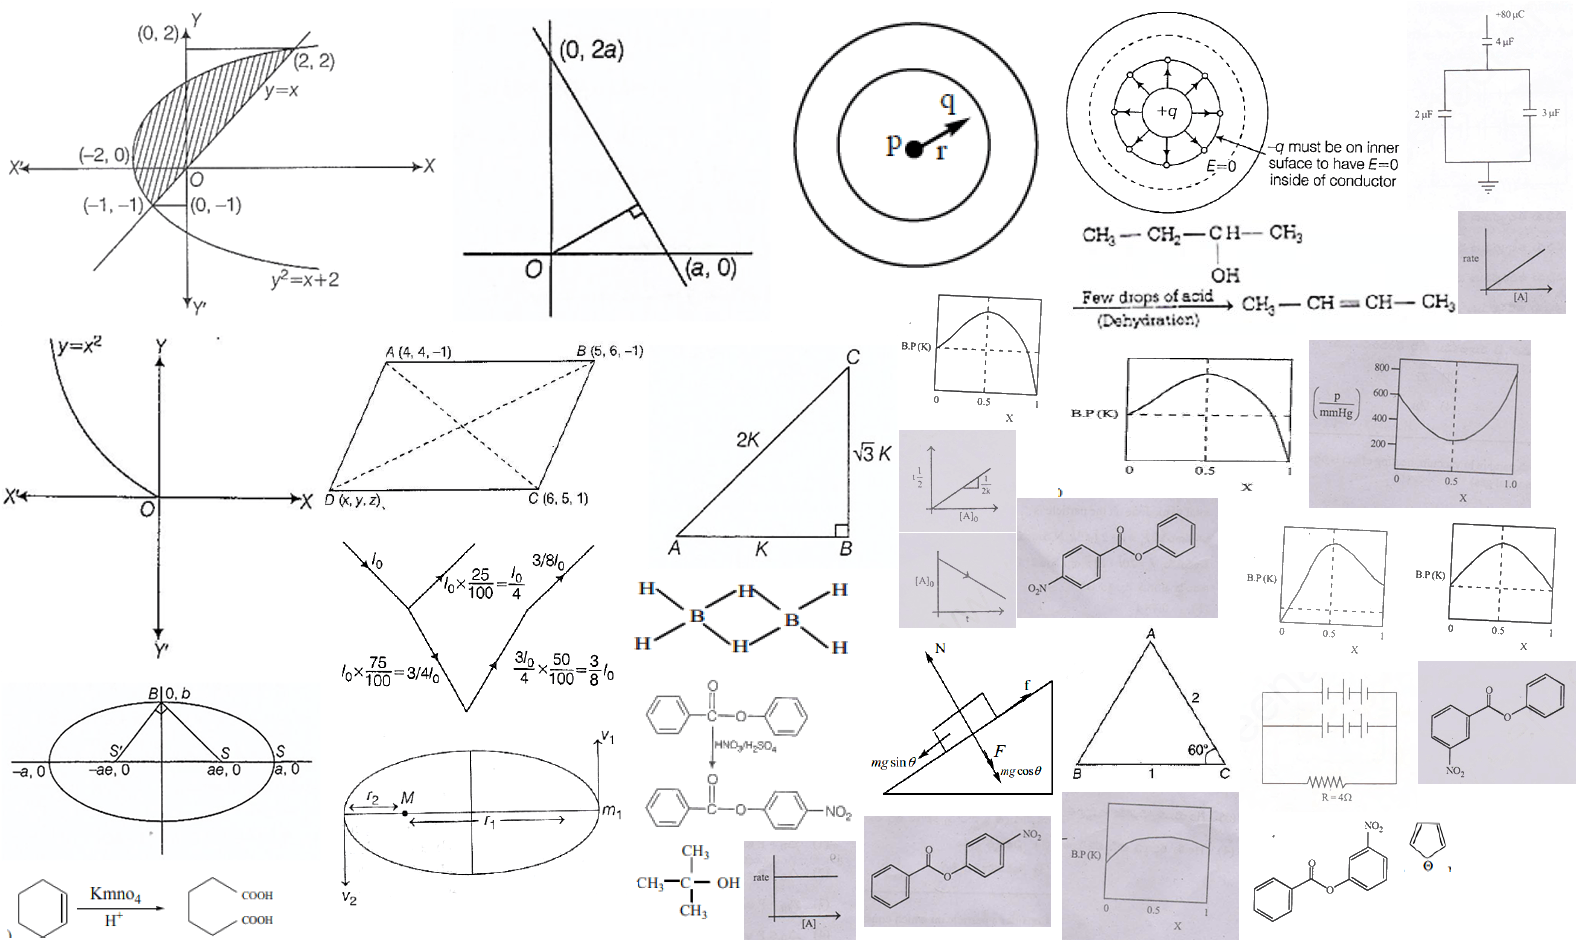 Y
(0, 2)
(2, 2)
y=x
(−2, 0)
X'
X
O
(−1, −1)
(0, −1)
y²=x+2
Y'
(0, 2a)
O
(a, 0)
p
q
r
+q
E=0
−q must be on inner
suface to have E=0
inside of conductor
+80 μC
4 μF
2 μF
3 μF
CH₃ — CH₂ — CH — CH₃
OH
Few drops of acid
(Dehydration)
CH₃ — CH = CH — CH₃
rate
[A]
y=x²
Y
X'
X
O
Y'
A (4, 4, −1)
B (5, 6, −1)
D (x, y, z)
C (6, 5, 1)
C
2K
√3 K
A
K
B
B.P (K)
0
0.5
1
X
B.P (K)
0
0.5
1
X
(p/mmHg)
800
600
400
200
0
0.5
1.0
X
t 1/2
1/2k
[A]₀
[A]₀
t
O₂N
O
O
B.P (K)
0
0.5
1
X
B.P (K)
0
0.5
1
X
I₀
I₀×25/100=I₀/4
3/8I₀
I₀×75/100=3/4I₀
3I₀/4×50/100=3/8I₀
H H H
B B
H H H
B 0, b
S'
S
S
−a, 0
−ae, 0
ae, 0
a, 0
v₁
r₂
M
r₁
m₁
v₂
O
C — O
HNO₃/H₂SO₄
O
C — O
NO₂
N
f
F
mg sin θ
mg cos θ
A
2
60°
B
1
C
R = 4Ω
O
O
NO₂
Kmno₄
H⁺
COOH
COOH
CH₃
CH₃ — C — OH
CH₃
rate
[A]
O
O
NO₂
B.P (K)
0
0.5
1
X
NO₂
O
O